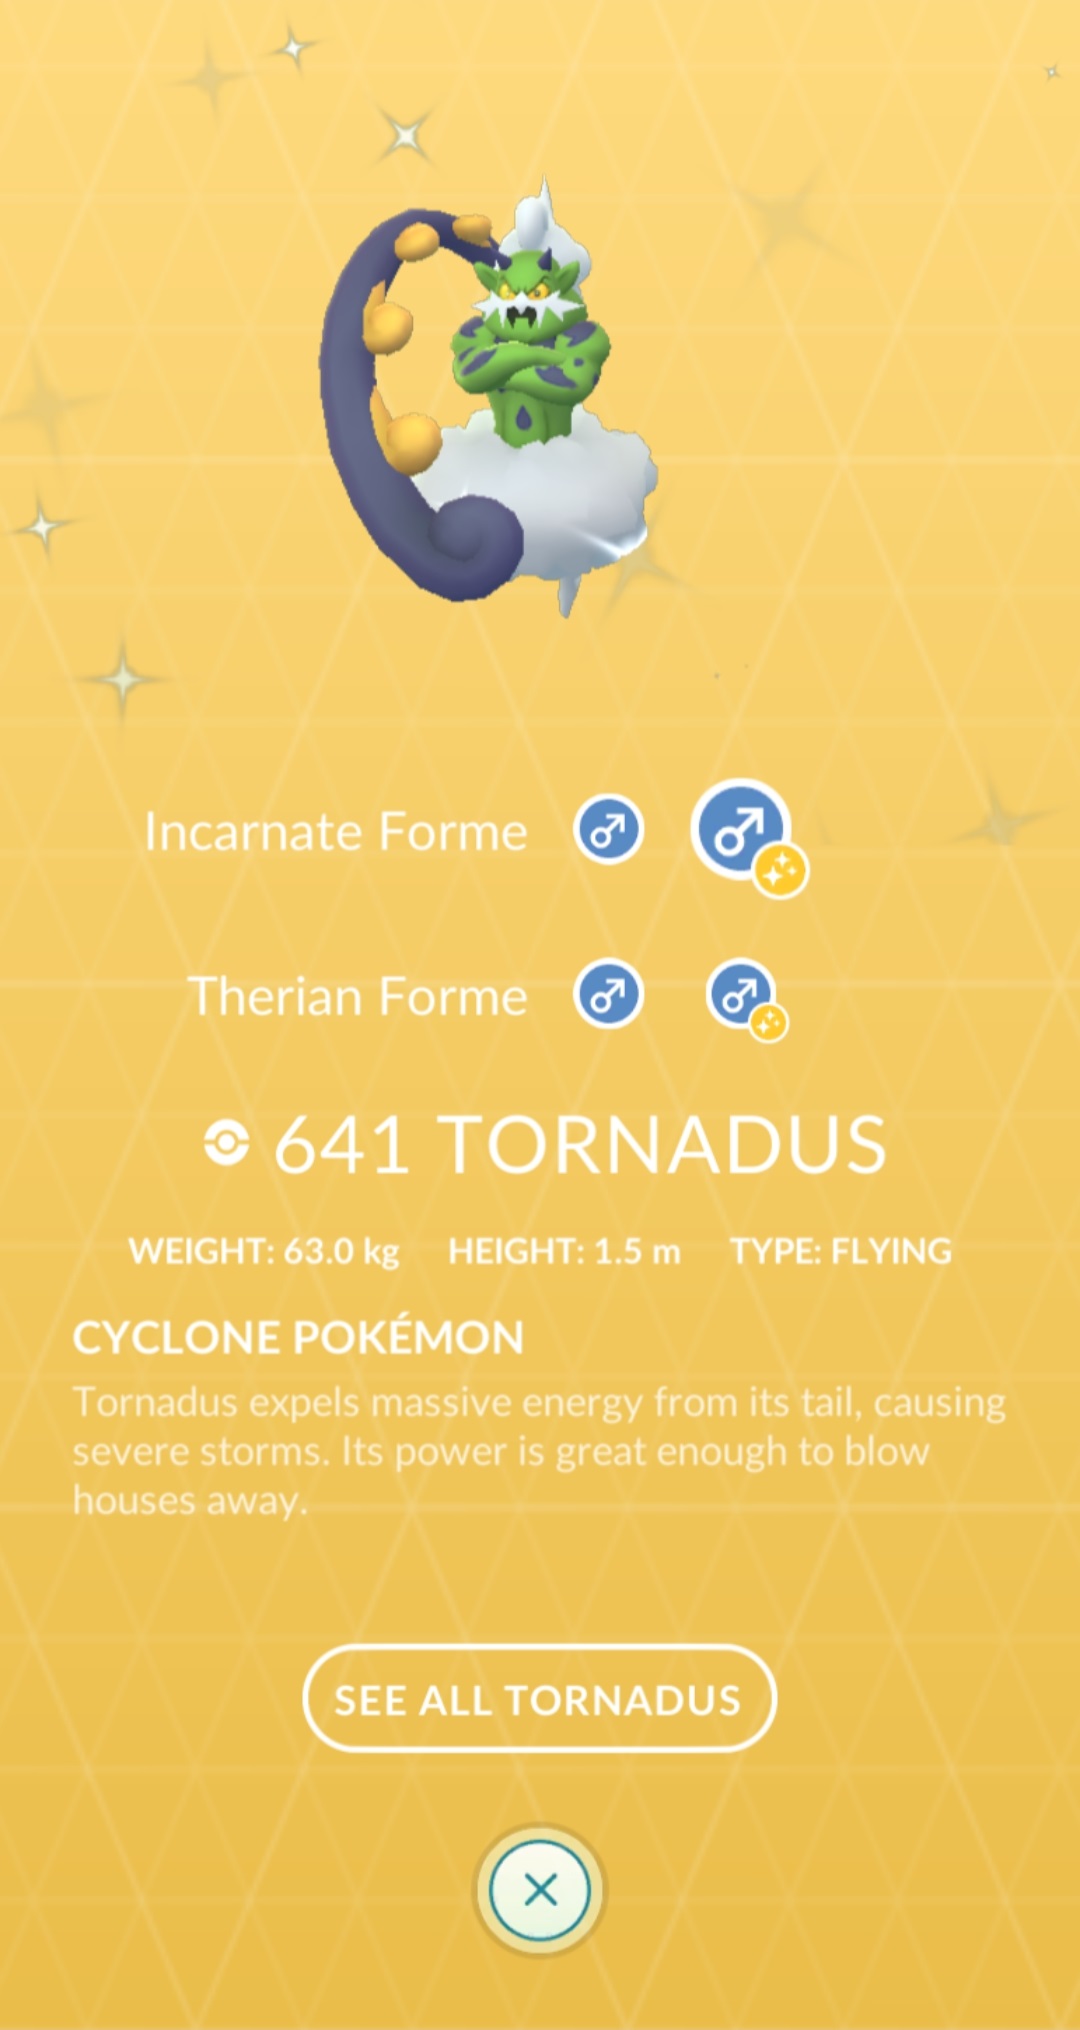 Incarnate Forme
Therian Forme
641 TORNADUS
WEIGHT: 63.0 kg HEIGHT: 1.5 m TYPE: FLYING
CYCLONE POKÉMON
Tornadus expels massive energy from its tail, causing
severe storms. Its power is great enough to blow
houses away.
SEE ALL TORNADUS